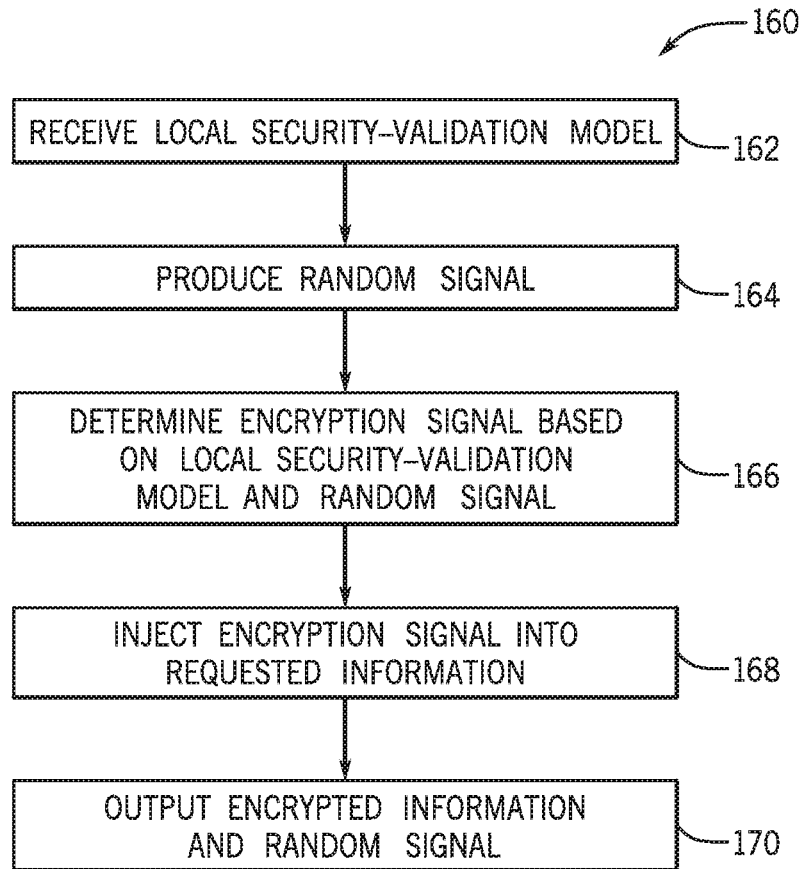 160
RECEIVE LOCAL SECURITY-VALIDATION MODEL
162
PRODUCE RANDOM SIGNAL
164
DETERMINE ENCRYPTION SIGNAL BASED
ON LOCAL SECURITY-VALIDATION
MODEL AND RANDOM SIGNAL
166
INJECT ENCRYPTION SIGNAL INTO
REQUESTED INFORMATION
168
OUTPUT ENCRYPTED INFORMATION
AND RANDOM SIGNAL
170